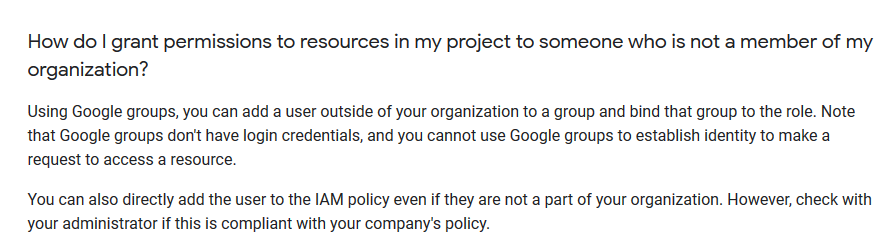 How do I grant permissions to resources in my project to someone who is not a member of my
organization?
Using Google groups, you can add a user outside of your organization to a group and bind that group to the role. Note
that Google groups don't have login credentials, and you cannot use Google groups to establish identity to make a
request to access a resource.
You can also directly add the user to the IAM policy even if they are not a part of your organization. However, check with
your administrator if this is compliant with your company's policy.